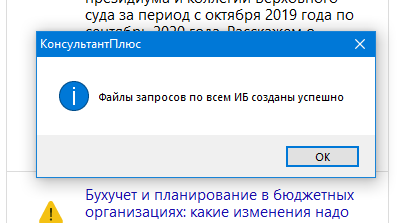 президиума и коллегий Верховного
суда за период с октября 2019 года по
сентябрь 2020 года. Расскажем о
КонсультантПлюс
Файлы запросов по всем ИБ созданы успешно
OK
Бухучет и планирование в бюджетных
организациях: какие изменения надо